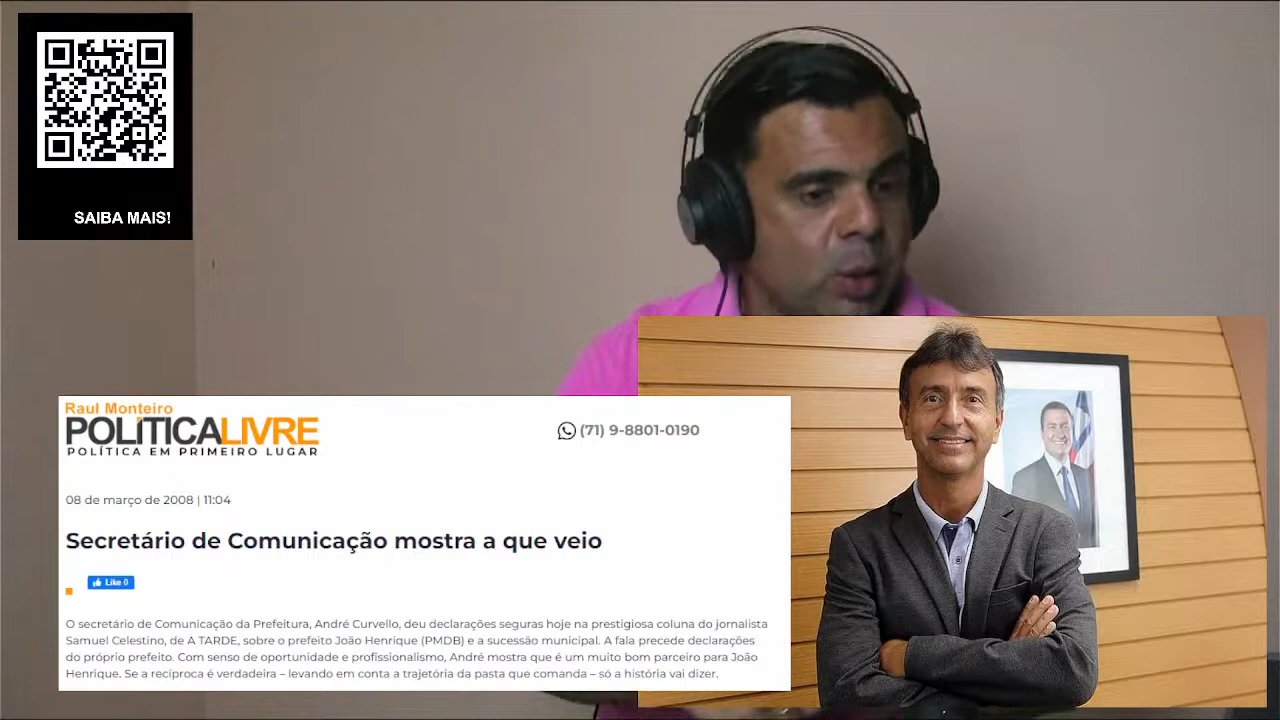 SAIBA MAIS!
Raul Monteiro
POLÍTICALIVRE
POLÍTICA EM PRIMEIRO LUGAR
(71) 9-8801-0190
08 de março de 2008 | 11:04
Secretário de Comunicação mostra a que veio
Like 0
O secretário de Comunicação da Prefeitura, André Curvello, deu declarações seguras hoje na prestigiosa coluna do jornalista
Samuel Celestino, de A TARDE, sobre o prefeito João Henrique (PMDB) e a sucessão municipal. A fala precede declarações
do próprio prefeito. Com senso de oportunidade e profissionalismo, André mostra que é um muito bom parceiro para João
Henrique. Se a recíproca é verdadeira – levando em conta a trajetória da pasta que comanda – só a história vai dizer.